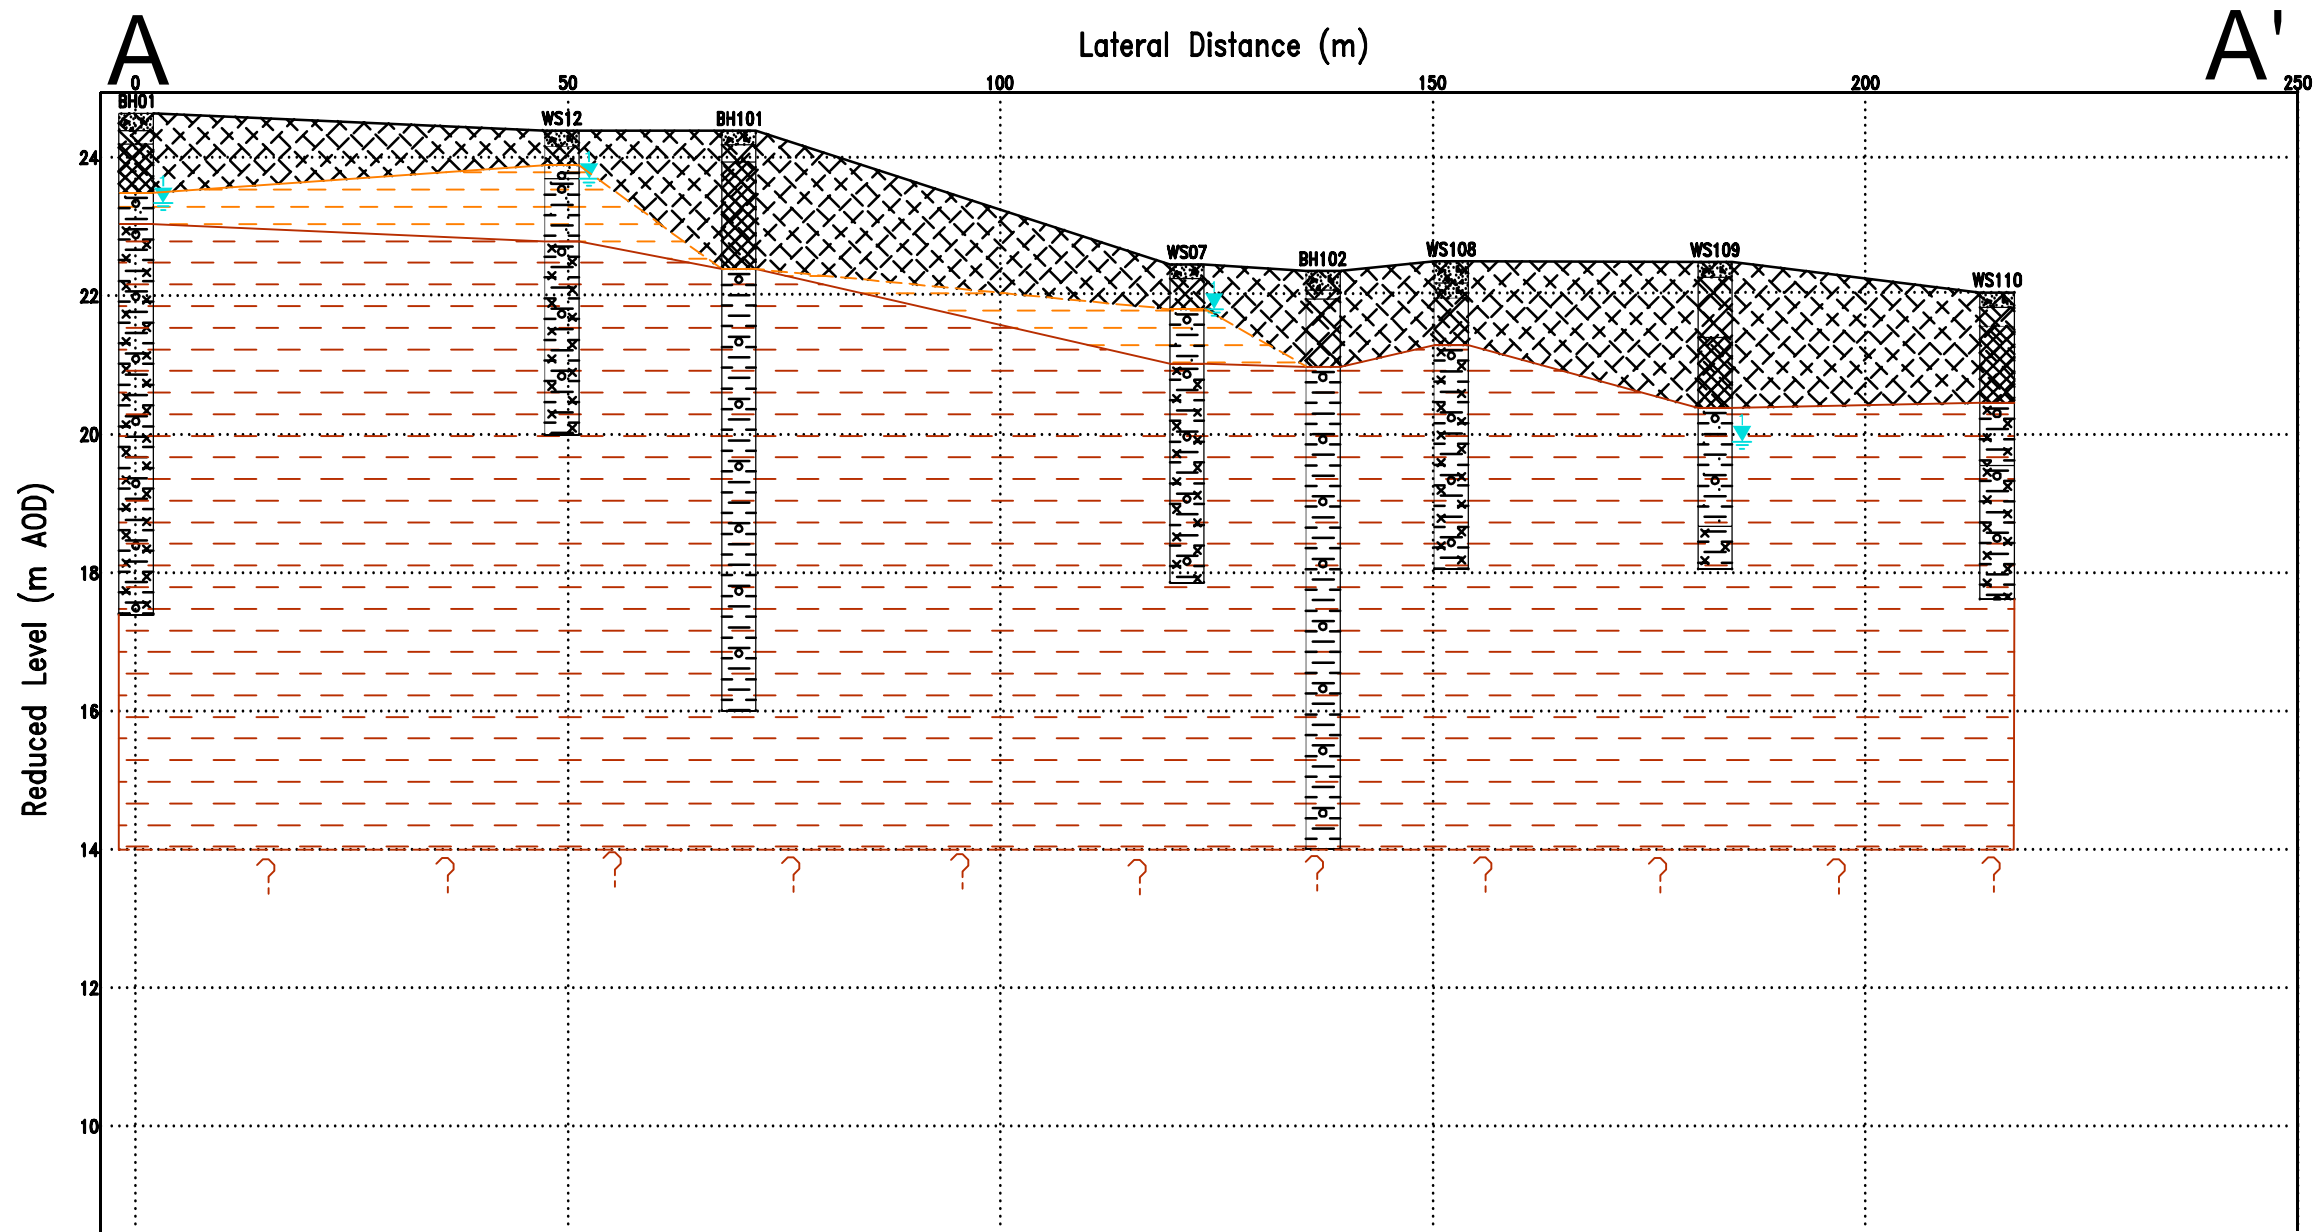 A A'
Lateral Distance (m)
0 50 100 150 200 250
BH01
WS12 BH101
24
WS07 BH102 WS108 WS109
WS110
22
20
Reduced Level (m AOD)
18
16
14
? ? ? ? ? ? ? ? ? ? ?
12
10